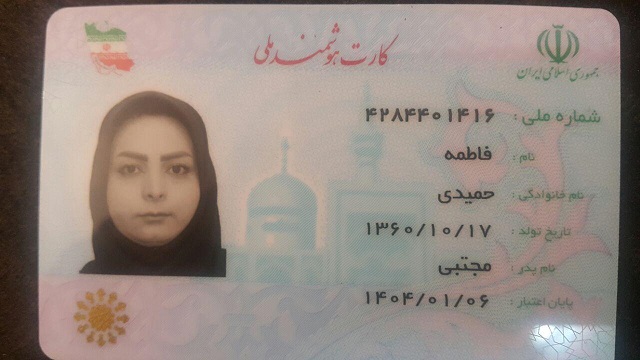 کارت هوشمند ملی
جمهوری اسلامی ایران
شماره ملی : ۴۲۸۴۴۰۱۴۱۶
نام : فاطمه
نام خانوادگی : حمیدی
تاریخ تولد : ۱۳۶۰/۱۰/۱۷
نام پدر : مجتبی
پایان اعتبار : ۱۴۰۴/۰۱/۰۶